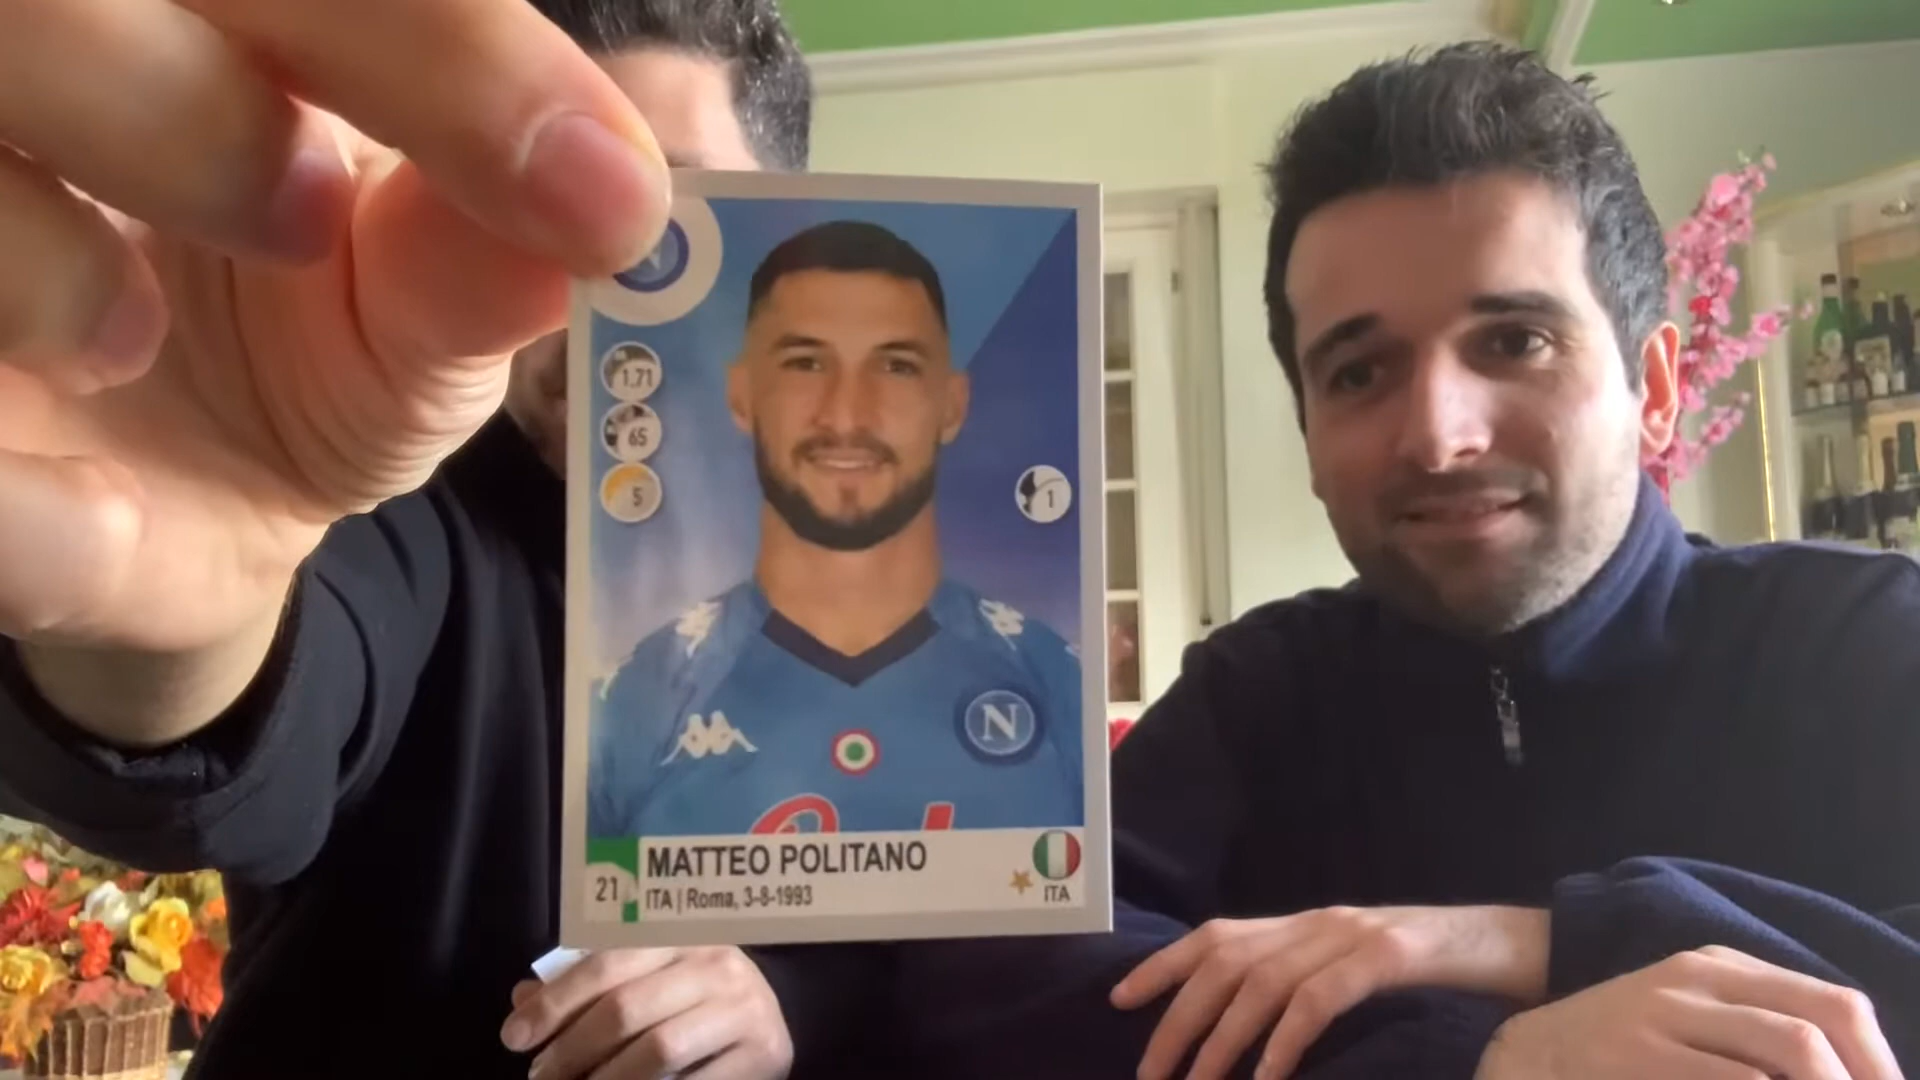 1.71
65
5
1
N
21
MATTEO POLITANO
ITA | Roma, 3-8-1993
ITA